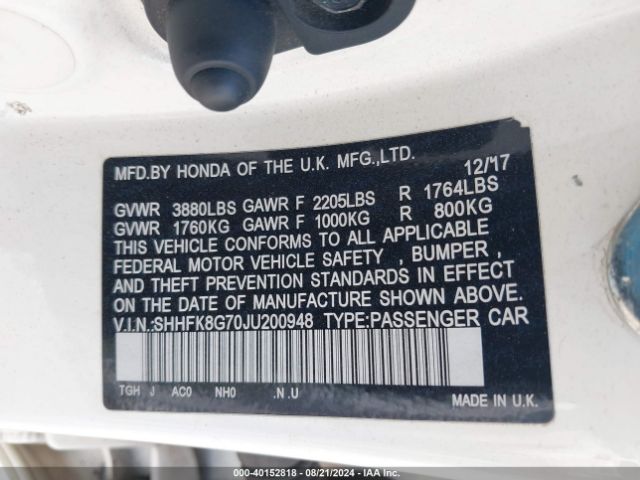 MFD.BY HONDA OF THE U.K. MFG.,LTD. 12/17
GVWR 3880LBS GAWR F 2205LBS R 1764LBS
GVWR 1760KG GAWR F 1000KG R 800KG
THIS VEHICLE CONFORMS TO ALL APPLICABLE
FEDERAL MOTOR VEHICLE SAFETY , BUMPER ,
AND THEFT PREVENTION STANDARDS IN EFFECT
ON THE DATE OF MANUFACTURE SHOWN ABOVE.
V.I.N.:SHHFK8G70JU200948 TYPE:PASSENGER CAR
TGH J AC0 NH0 .N.U MADE IN U.K.
000-40152818 - 08/21/2024 - IAA Inc.